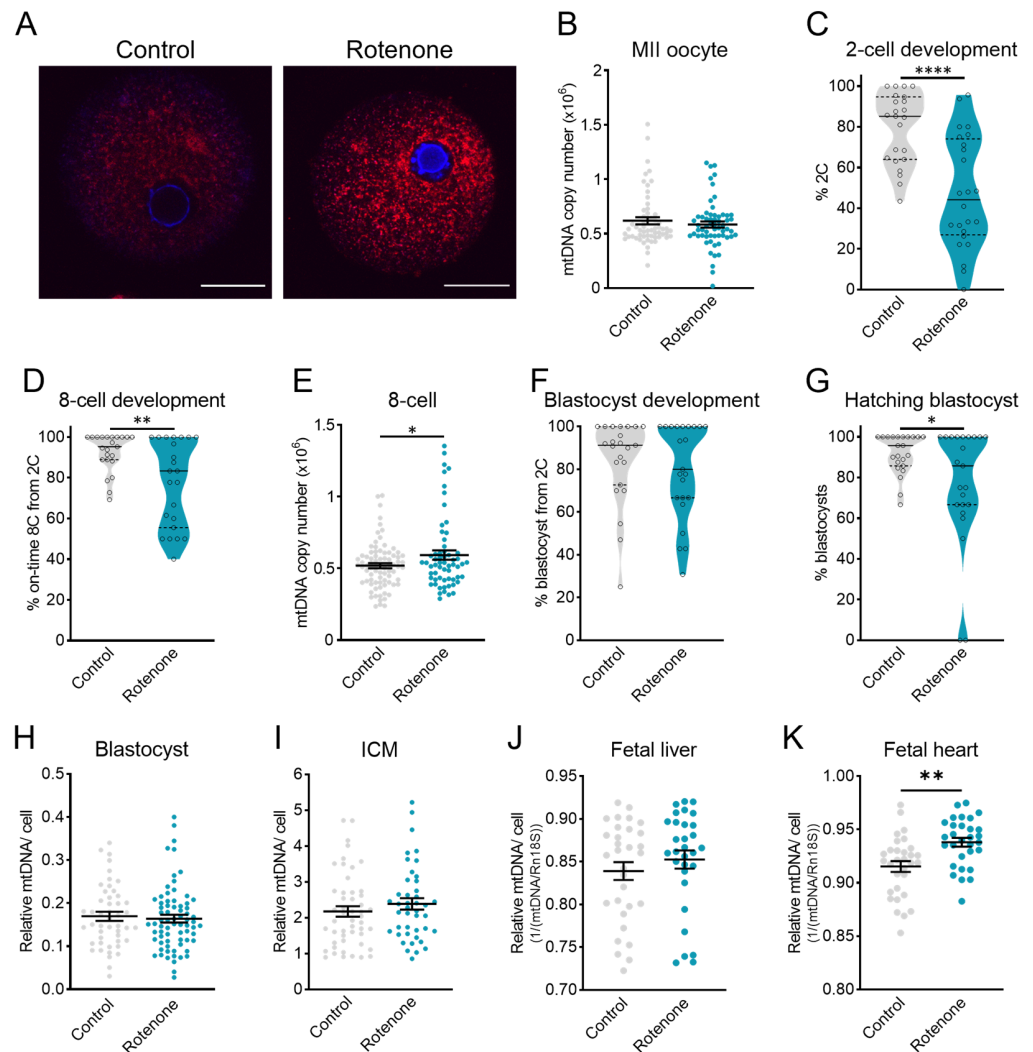 A
Control
Rotenone
B
MII oocyte
mtDNA copy number (x10⁶)
2
1.5
1
0.5
0
Control
Rotenone
C
2-cell development
****
% 2C
100
80
60
40
20
0
Control
Rotenone
D
8-cell development
**
% on-time 8C from 2C
100
80
60
40
20
0
Control
Rotenone
E
8-cell
*
mtDNA copy number (x10⁶)
1.5
1
0.5
0
Control
Rotenone
F
Blastocyst development
% blastocyst from 2C
100
80
60
40
20
0
Control
Rotenone
G
Hatching blastocyst
*
% blastocysts
100
80
60
40
20
0
Control
Rotenone
H
Blastocyst
Relative mtDNA/ cell
0.5
0.4
0.3
0.2
0.1
0.0
Control
Rotenone
I
ICM
Relative mtDNA/ cell
6
5
4
3
2
1
0
Control
Rotenone
J
Fetal liver
Relative mtDNA/ cell
(1/((mtDNA/Rn18S))
0.95
0.90
0.85
0.80
0.75
0.70
Control
Rotenone
K
Fetal heart
**
Relative mtDNA/ cell
(1/((mtDNA/Rn18S))
1.00
0.95
0.90
0.85
0.80
Control
Rotenone